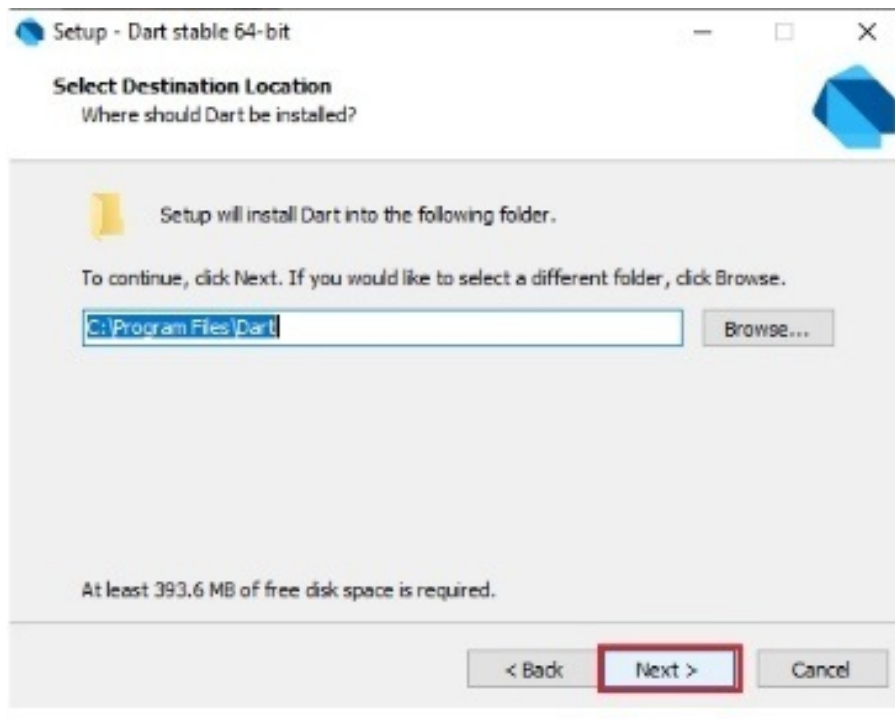 Setup - Dart stable 64-bit
Select Destination Location
Where should Dart be installed?
Setup will install Dart into the following folder.
To continue, click Next. If you would like to select a different folder, click Browse.
C:\Program Files\Dart
Browse...
At least 393.6 MB of free disk space is required.
< Back
Next >
Cancel